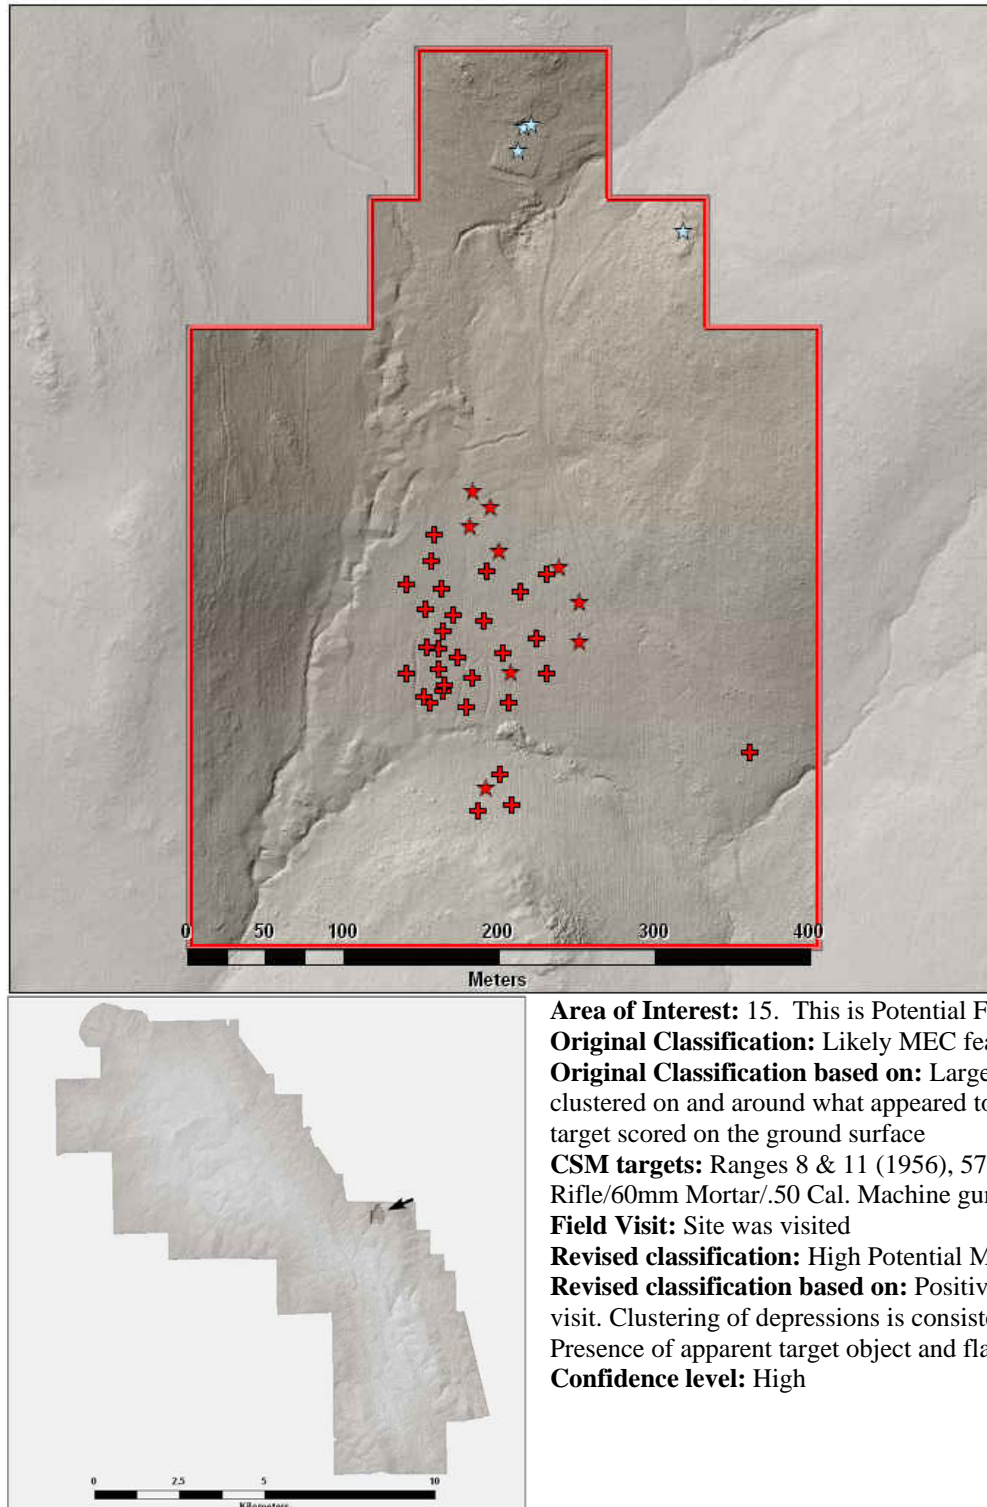 0 50 100 200 300 400
Meters
0 2.5 5 10
Kilometers
Area of Interest: 15. This is Potential F
Original Classification: Likely MEC fea
Original Classification based on: Large
clustered on and around what appeared to
target scored on the ground surface
CSM targets: Ranges 8 & 11 (1956), 57
Rifle/60mm Mortar/.50 Cal. Machine gun
Field Visit: Site was visited
Revised classification: High Potential M
Revised classification based on: Positiv
visit. Clustering of depressions is consiste
Presence of apparent target object and fla
Confidence level: High